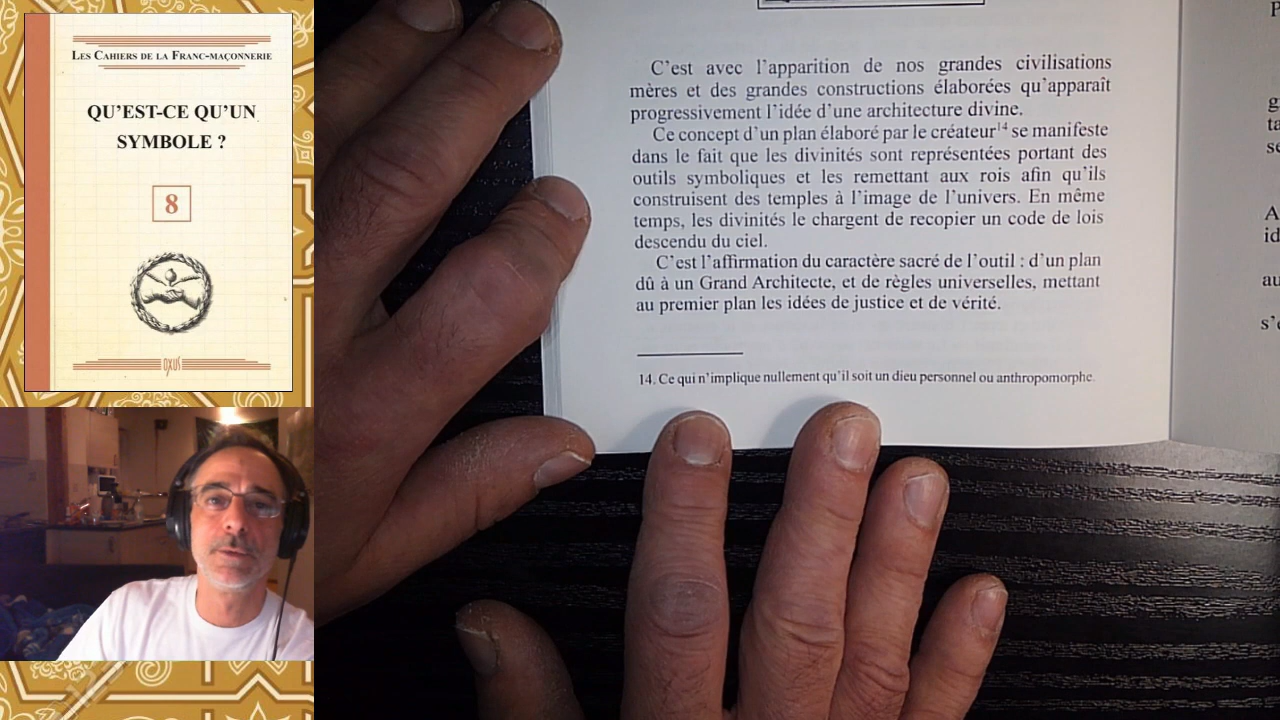 LES CAHIERS DE LA FRANC-MAÇONNERIE
QU'EST-CE QU'UN
SYMBOLE ?
8
OXUS
C'est avec l'apparition de nos grandes civilisations
mères et des grandes constructions élaborées qu'apparaît
progressivement l'idée d'une architecture divine.
Ce concept d'un plan élaboré par le créateur14 se manifeste
dans le fait que les divinités sont représentées portant des
outils symboliques et les remettant aux rois afin qu'ils
construisent des temples à l'image de l'univers. En même
temps, les divinités le chargent de recopier un code de lois
descendu du ciel.
C'est l'affirmation du caractère sacré de l'outil : d'un plan
dû à un Grand Architecte, et de règles universelles, mettant
au premier plan les idées de justice et de vérité.
14. Ce qui n'implique nullement qu'il soit un dieu personnel ou anthropomorphe.